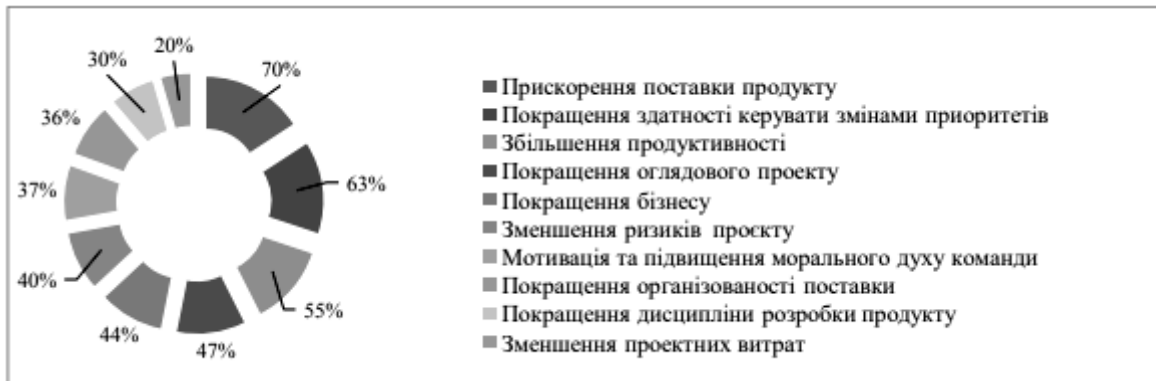 20%
30%
70%
36%
37%
63%
40%
55%
44%
47%
Прискорення поставки продукту
Покращення здатності керувати змінами приоритетів
Збільшення продуктивності
Покращення оглядового проекту
Покращення бізнесу
Зменшення ризиків проєкту
Мотивація та підвищення морального духу команди
Покращення організованості поставки
Покращення дисципліни розробки продукту
Зменшення проектних витрат